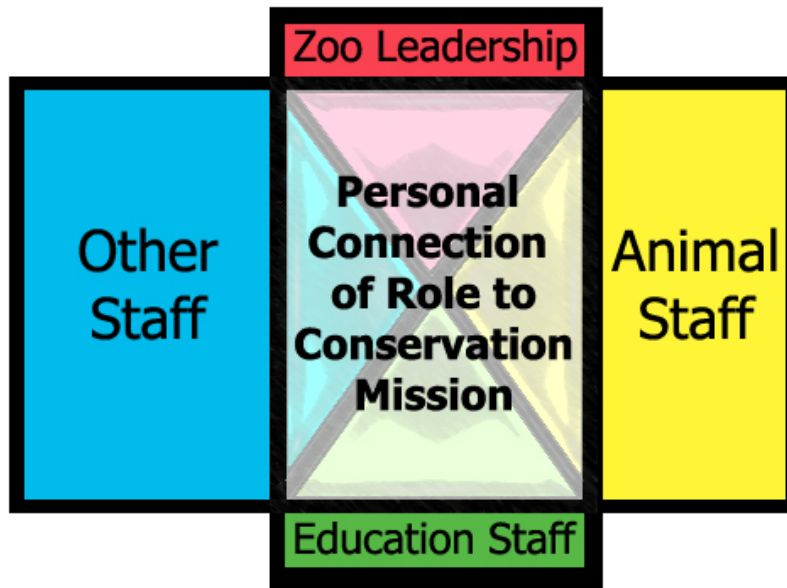 Zoo Leadership
Other
Staff
Personal
Connection
of Role to
Conservation
Mission
Animal
Staff
Education Staff